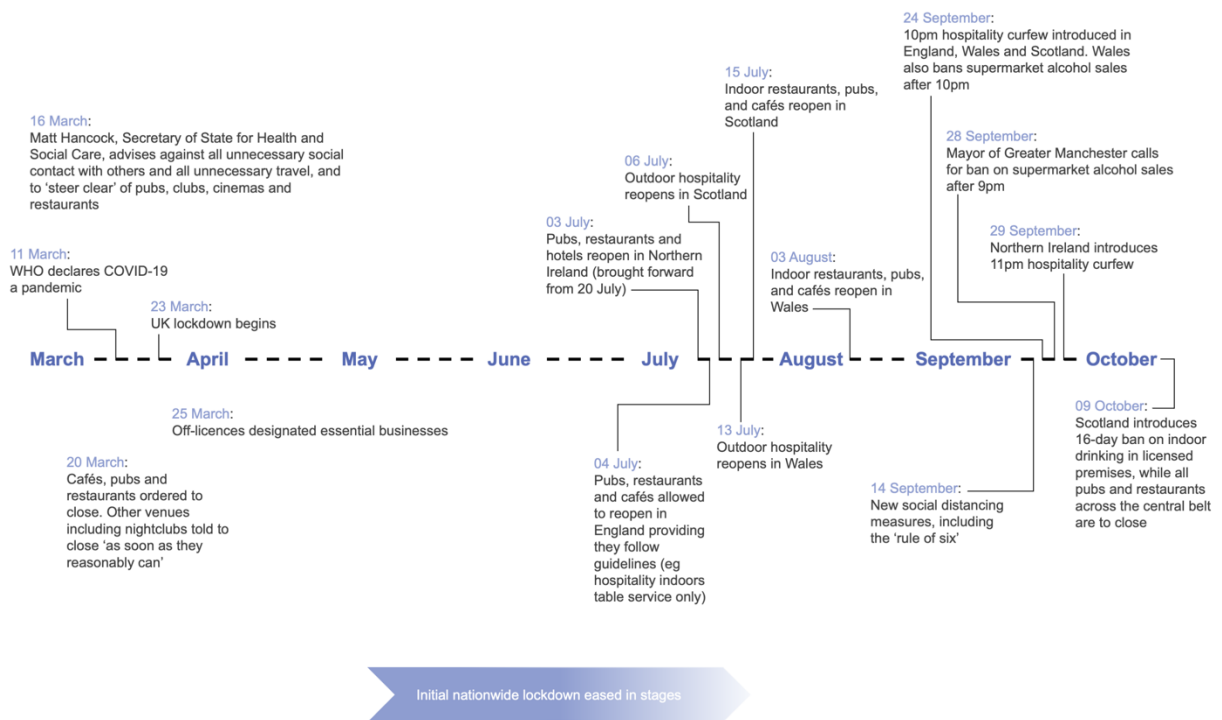 24 September:
10pm hospitality curfew introduced in
England, Wales and Scotland. Wales
also bans supermarket alcohol sales
after 10pm
15 July:
Indoor restaurants, pubs,
and cafés reopen in
Scotland
16 March:
Matt Hancock, Secretary of State for Health and
Social Care, advises against all unnecessary social
contact with others and all unnecessary travel, and
to ‘steer clear’ of pubs, clubs, cinemas and
restaurants
28 September:
Mayor of Greater Manchester calls
for ban on supermarket alcohol sales
after 9pm
06 July:
Outdoor hospitality
reopens in Scotland
03 July:
Pubs, restaurants and
hotels reopen in Northern
Ireland (brought forward
from 20 July)
29 September:
Northern Ireland introduces
11pm hospitality curfew
11 March:
WHO declares COVID-19
a pandemic
03 August:
Indoor restaurants, pubs,
and cafés reopen in
Wales
23 March:
UK lockdown begins
March April May June July August September October
25 March:
Off-licences designated essential businesses
20 March:
Cafés, pubs and
restaurants ordered to
close. Other venues
including nightclubs told to
close ‘as soon as they
reasonably can’
04 July:
Pubs, restaurants
and cafés allowed
to reopen in
England providing
they follow
guidelines (eg
hospitality indoors
table service only)
13 July:
Outdoor hospitality
reopens in Wales
14 September:
New social distancing
measures, including
the ‘rule of six’
09 October:
Scotland introduces
16-day ban on indoor
drinking in licensed
premises, while all
pubs and restaurants
across the central belt
are to close
Initial nationwide lockdown eased in stages